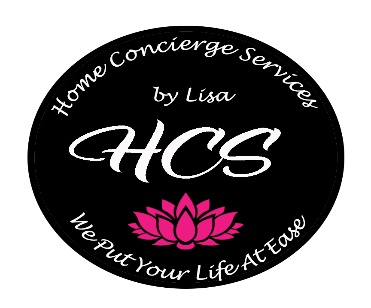 Home Concierge Services
by Lisa
HCS
We Put Your Life At Ease